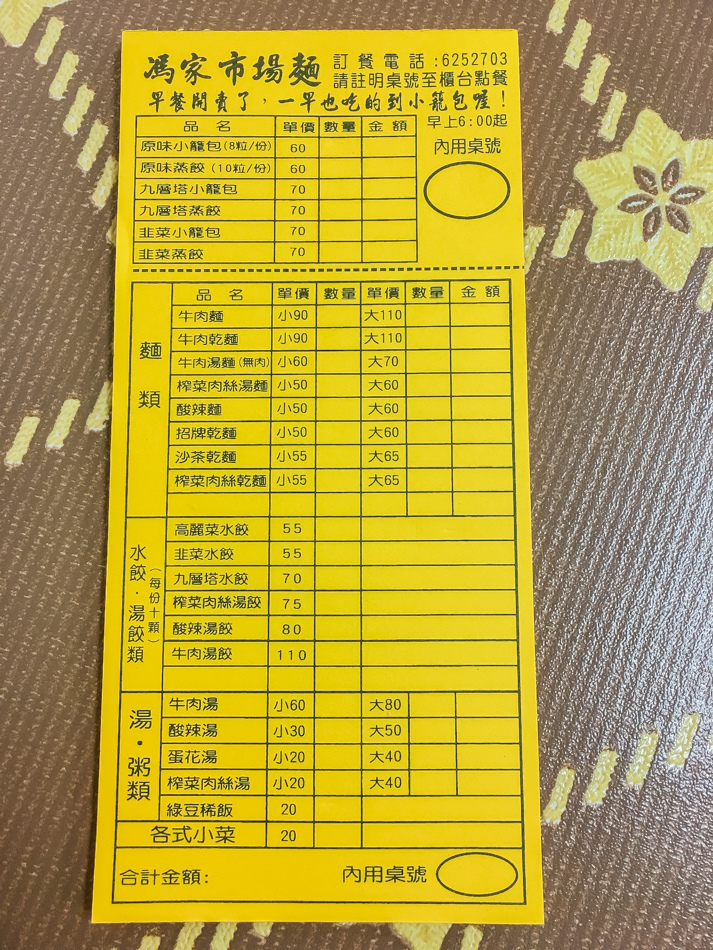 馮家市場麵 訂餐電話:6252703
請註明桌號至櫃台點餐
早餐開賣了,一早也吃的到小籠包喔!
早上6:00起
內用桌號
品名 單價 數量 金額
原味小籠包(8粒/份) 60
原味蒸餃(10粒/份) 60
九層塔小籠包 70
九層塔蒸餃 70
韭菜小籠包 70
韭菜蒸餃 70
品名 單價 數量 單價 數量 金額
麵類
牛肉麵 小90 大110
牛肉乾麵 小90 大110
牛肉湯麵(無肉) 小60 大70
榨菜肉絲湯麵 小50 大60
酸辣麵 小50 大60
招牌乾麵 小50 大60
沙茶乾麵 小55 大65
榨菜肉絲乾麵 小55 大65
水餃·湯餃類(每份十顆)
高麗菜水餃 55
韭菜水餃 55
九層塔水餃 70
榨菜肉絲湯餃 75
酸辣湯餃 80
牛肉湯餃 110
湯·粥類
牛肉湯 小60 大80
酸辣湯 小30 大50
蛋花湯 小20 大40
榨菜肉絲湯 小20 大40
綠豆稀飯 20
各式小菜 20
合計金額: 內用桌號